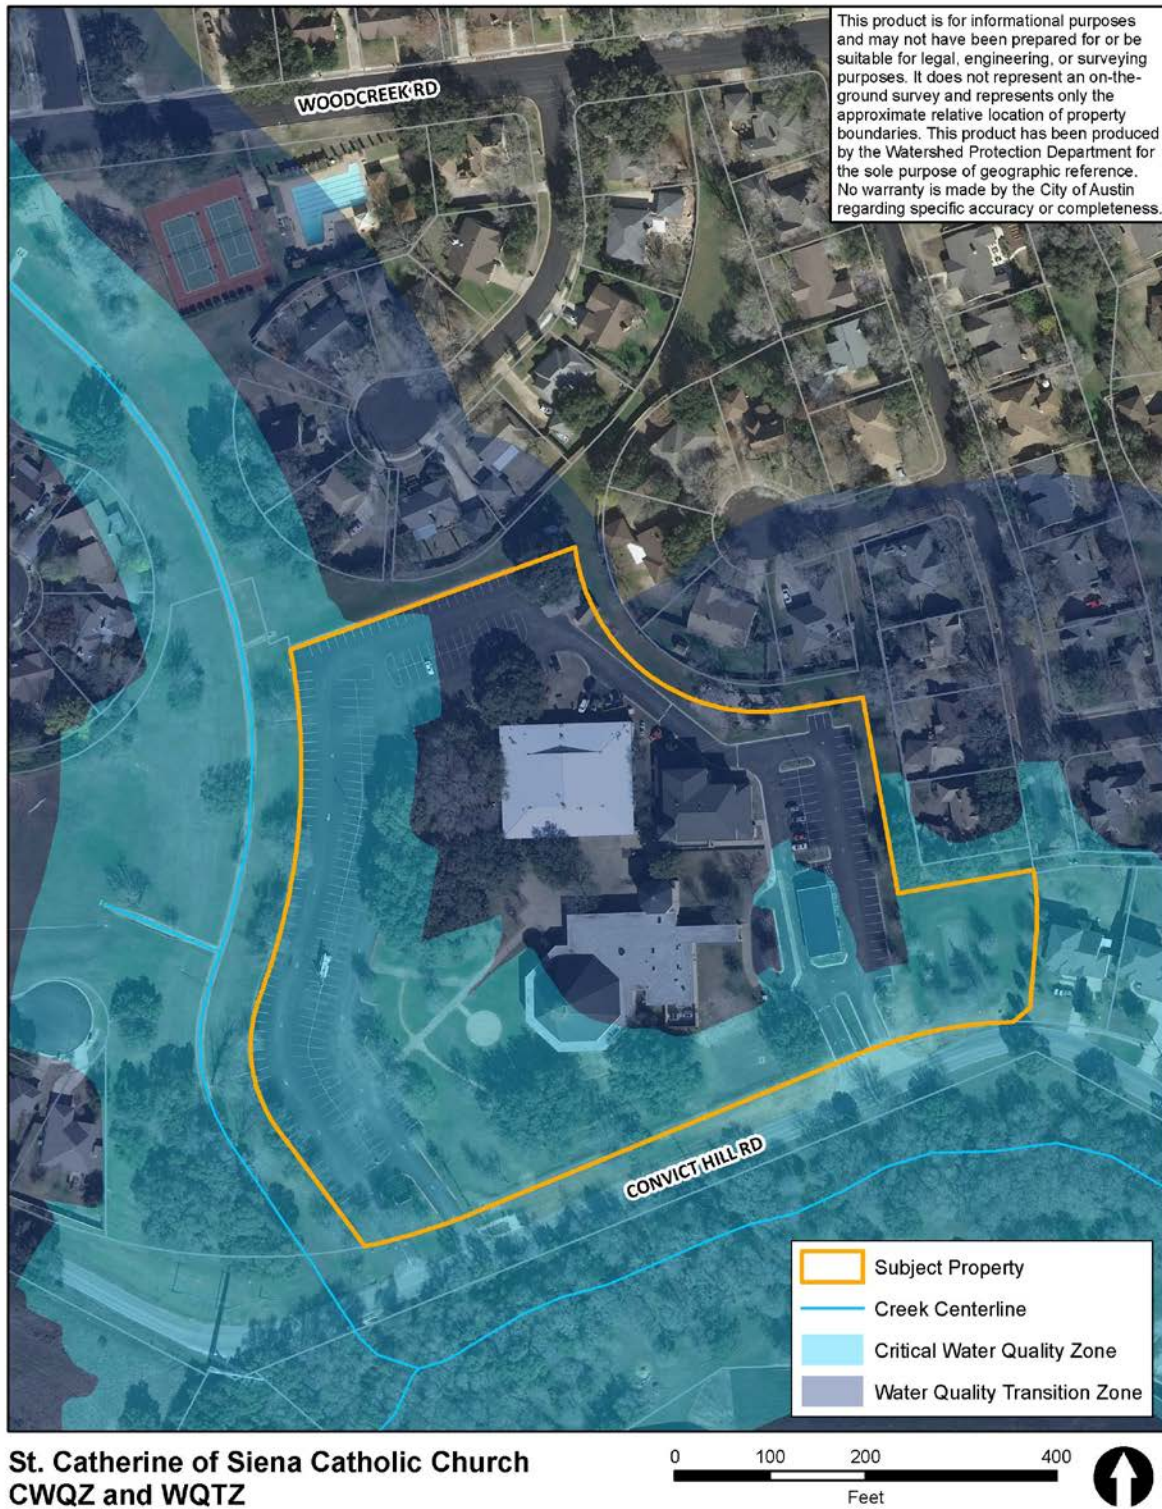 This product is for informational purposes
and may not have been prepared for or be
suitable for legal, engineering, or surveying
purposes. It does not represent an on-the-
ground survey and represents only the
approximate relative location of property
boundaries. This product has been produced
by the Watershed Protection Department for
the sole purpose of geographic reference.
No warranty is made by the City of Austin
regarding specific accuracy or completeness.
WOODCREEK RD
CONVICT HILL RD
Subject Property
Creek Centerline
Critical Water Quality Zone
Water Quality Transition Zone
St. Catherine of Siena Catholic Church
CWQZ and WQTZ
0 100 200 400
Feet